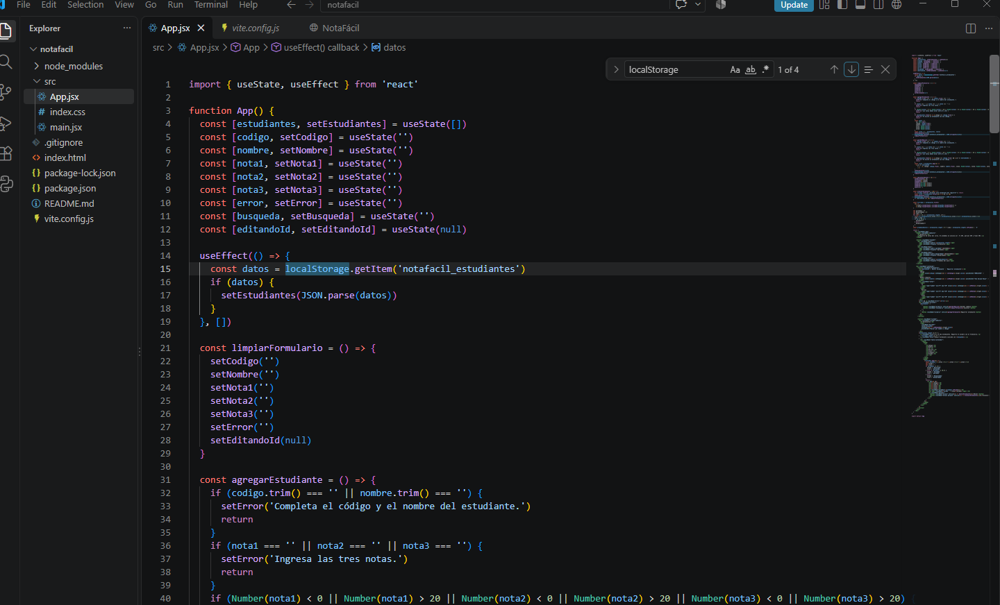 File Edit Selection View Go Run Terminal Help notafacil Update
Explorer
App.jsx vite.config.js NotaFácil
notafacil
node_modules
src
App.jsx
index.css
main.jsx
.gitignore
index.html
package-lock.json
package.json
README.md
vite.config.js
src > App.jsx > App > useEffect() callback > datos
localStorage Aa ab .* 1 of 4
1 import { useState, useEffect } from 'react'
2
3 function App() {
4 const [estudiantes, setEstudiantes] = useState([])
5 const [codigo, setCodigo] = useState('')
6 const [nombre, setNombre] = useState('')
7 const [nota1, setNota1] = useState('')
8 const [nota2, setNota2] = useState('')
9 const [nota3, setNota3] = useState('')
10 const [error, setError] = useState('')
11 const [busqueda, setBusqueda] = useState('')
12 const [editandoId, setEditandoId] = useState(null)
13
14 useEffect(() => {
15 const datos = localStorage.getItem('notafacil_estudiantes')
16 if (datos) {
17 setEstudiantes(JSON.parse(datos))
18 }
19 }, [])
20
21 const limpiarFormulario = () => {
22 setCodigo('')
23 setNombre('')
24 setNota1('')
25 setNota2('')
26 setNota3('')
27 setError('')
28 setEditandoId(null)
29 }
30
31 const agregarEstudiante = () => {
32 if (codigo.trim() === '' || nombre.trim() === '') {
33 setError('Completa el código y el nombre del estudiante.')
34 return
35 }
36 if (nota1 === '' || nota2 === '' || nota3 === '') {
37 setError('Ingresa las tres notas.')
38 return
39 }
40 if (Number(nota1) < 0 || Number(nota1) > 20 || Number(nota2) < 0 || Number(nota2) > 20 || Number(nota3) < 0 || Number(nota3) > 20)